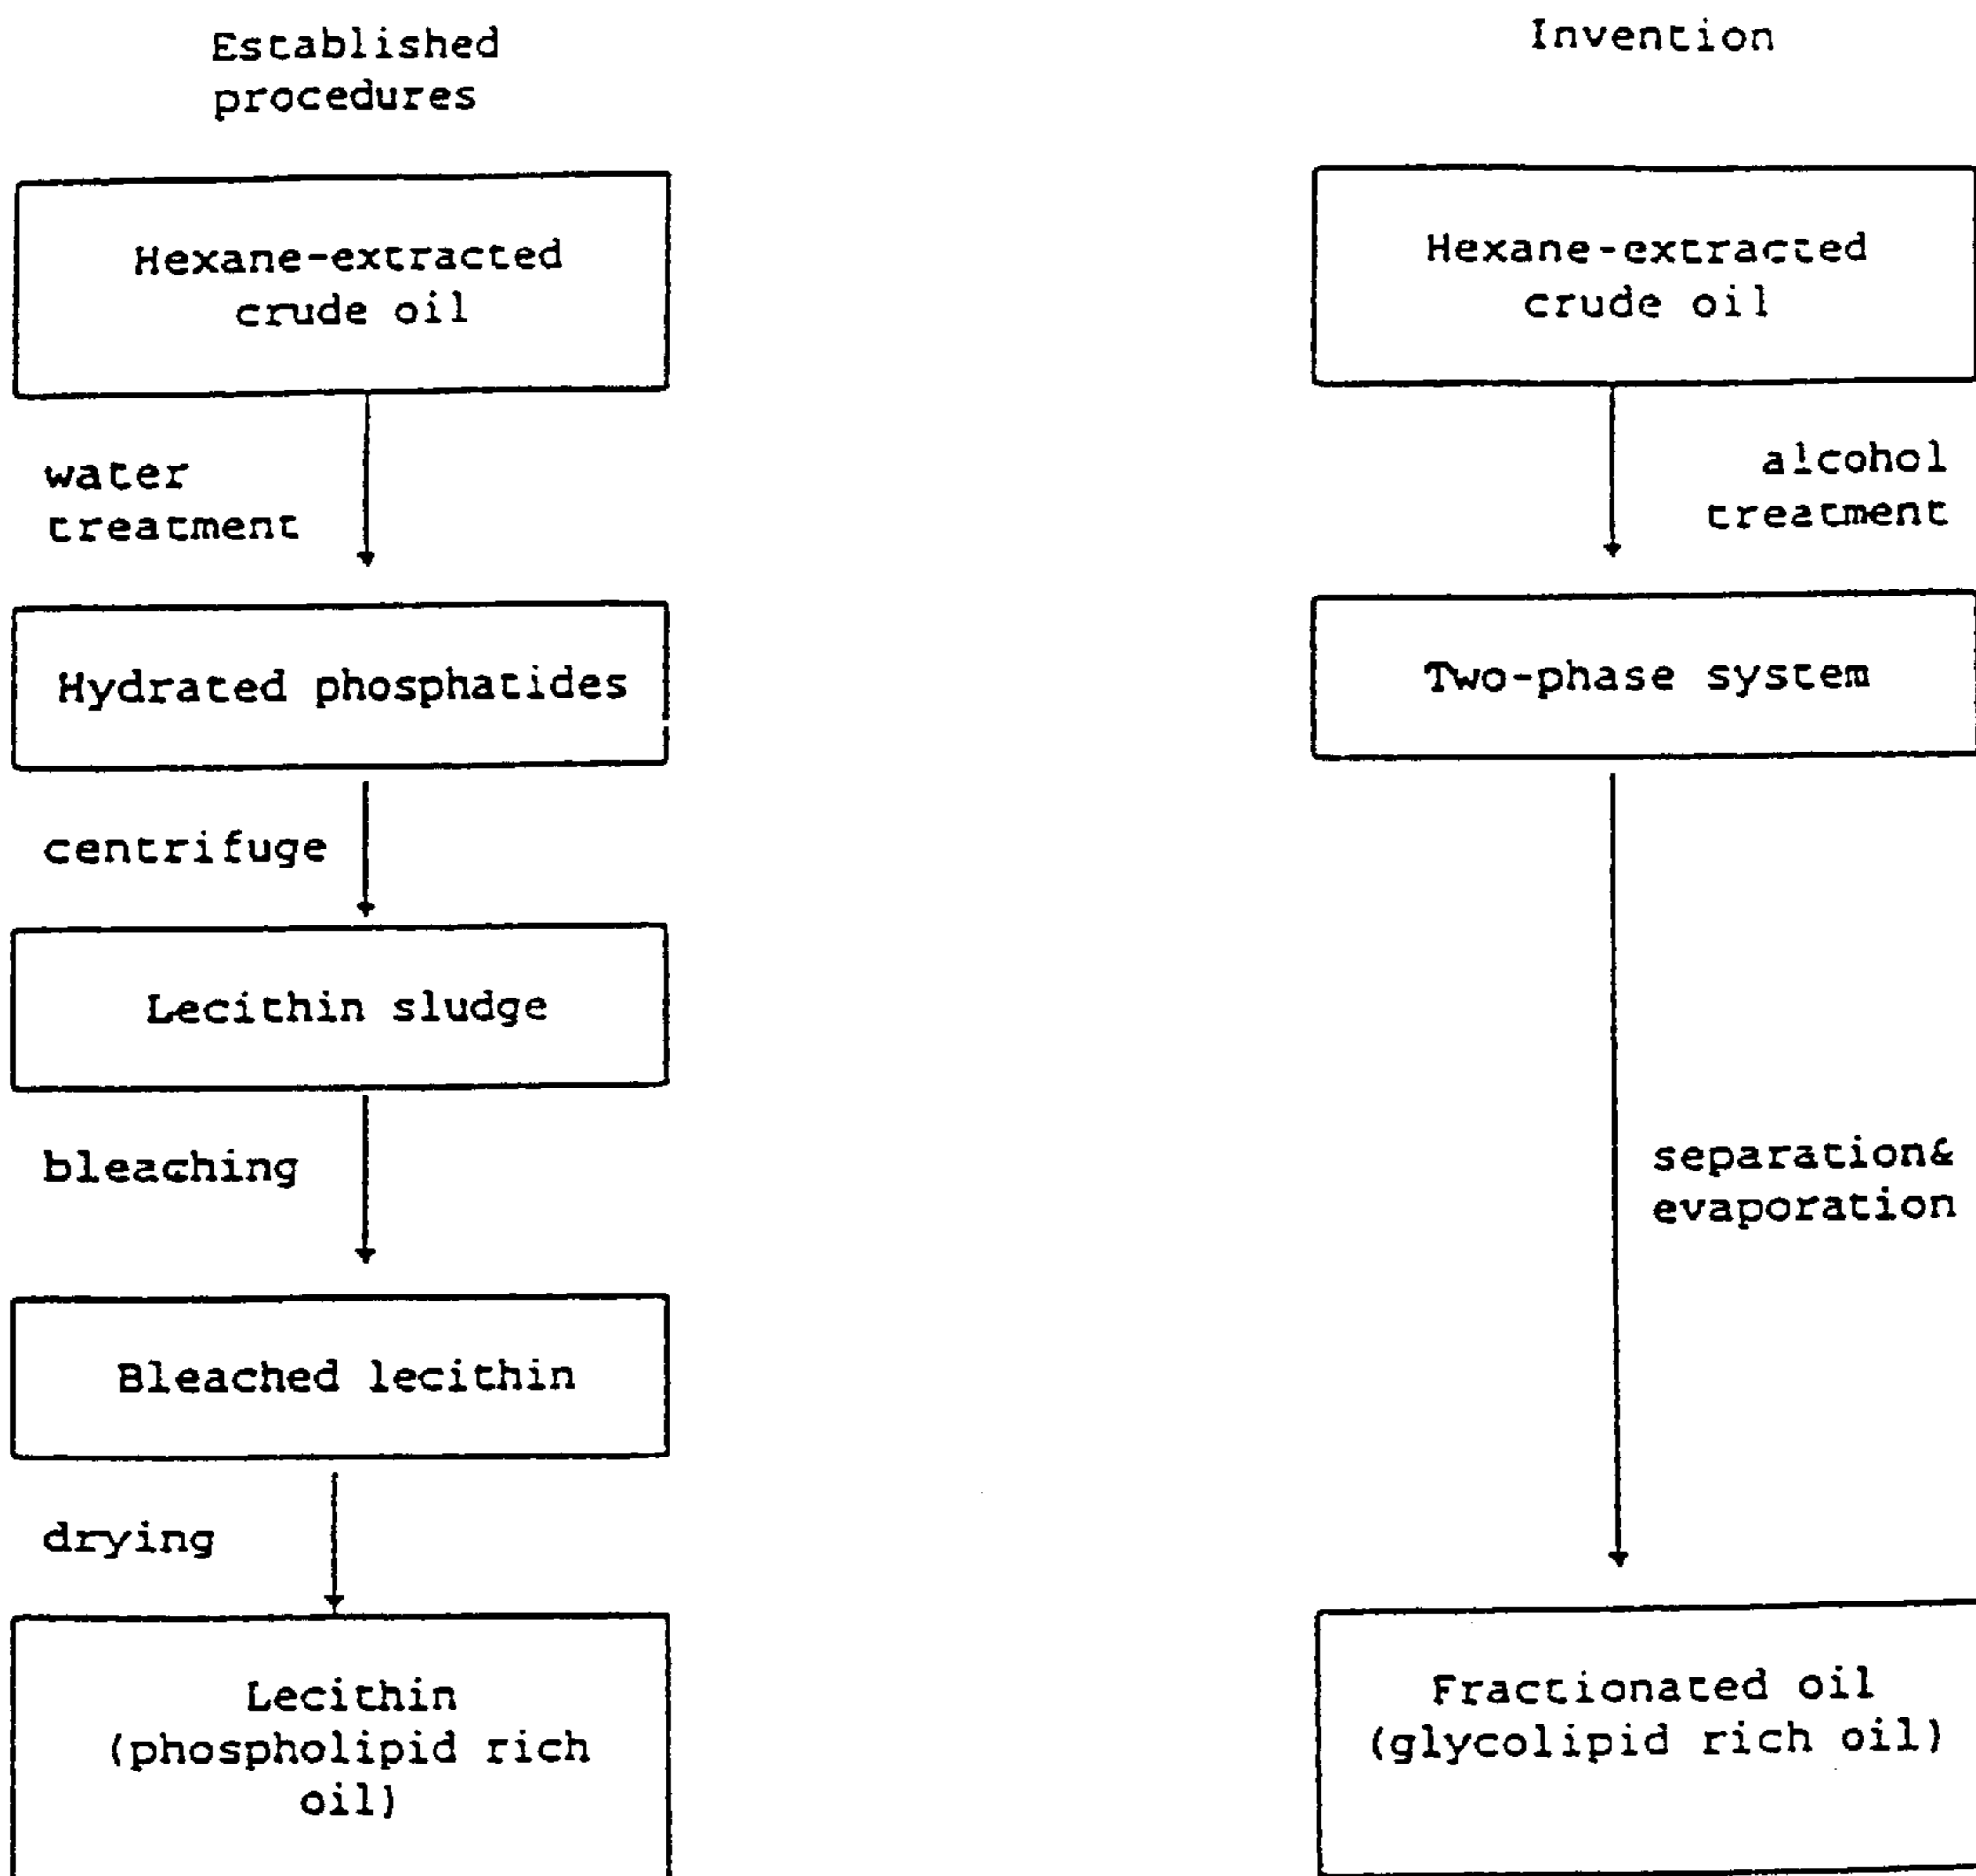 Established
procedures
Hexane-extracted
crude oil
water
treatment
Hydrated phosphatides
centrifuge
Lecithin sludge
bleaching
Bleached lecithin
drying
Lecithin
(phospholipid rich
oil)
Invention
Hexane-extracted
crude oil
alcohol
treatment
Two-phase system
separation&
evaporation
Fractionated oil
(glycolipid rich oil)